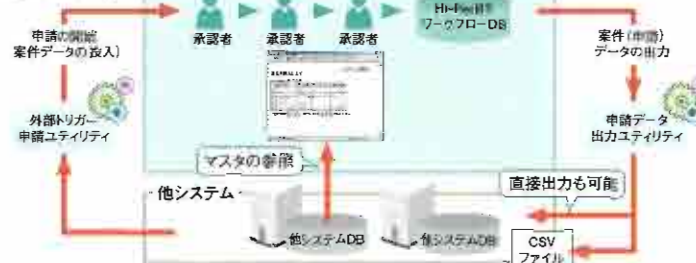 申請の開始
案件データの投入)
承認者
承認者
承認者
ワークフローDB
案件(申請)
データの出力
外部トリガー
申請ユティリティ
申請データ
出力ユティリティ
マスタの参照
直接出力も可能
他システム
他システムDB
他システムDB
CSV
ファイル